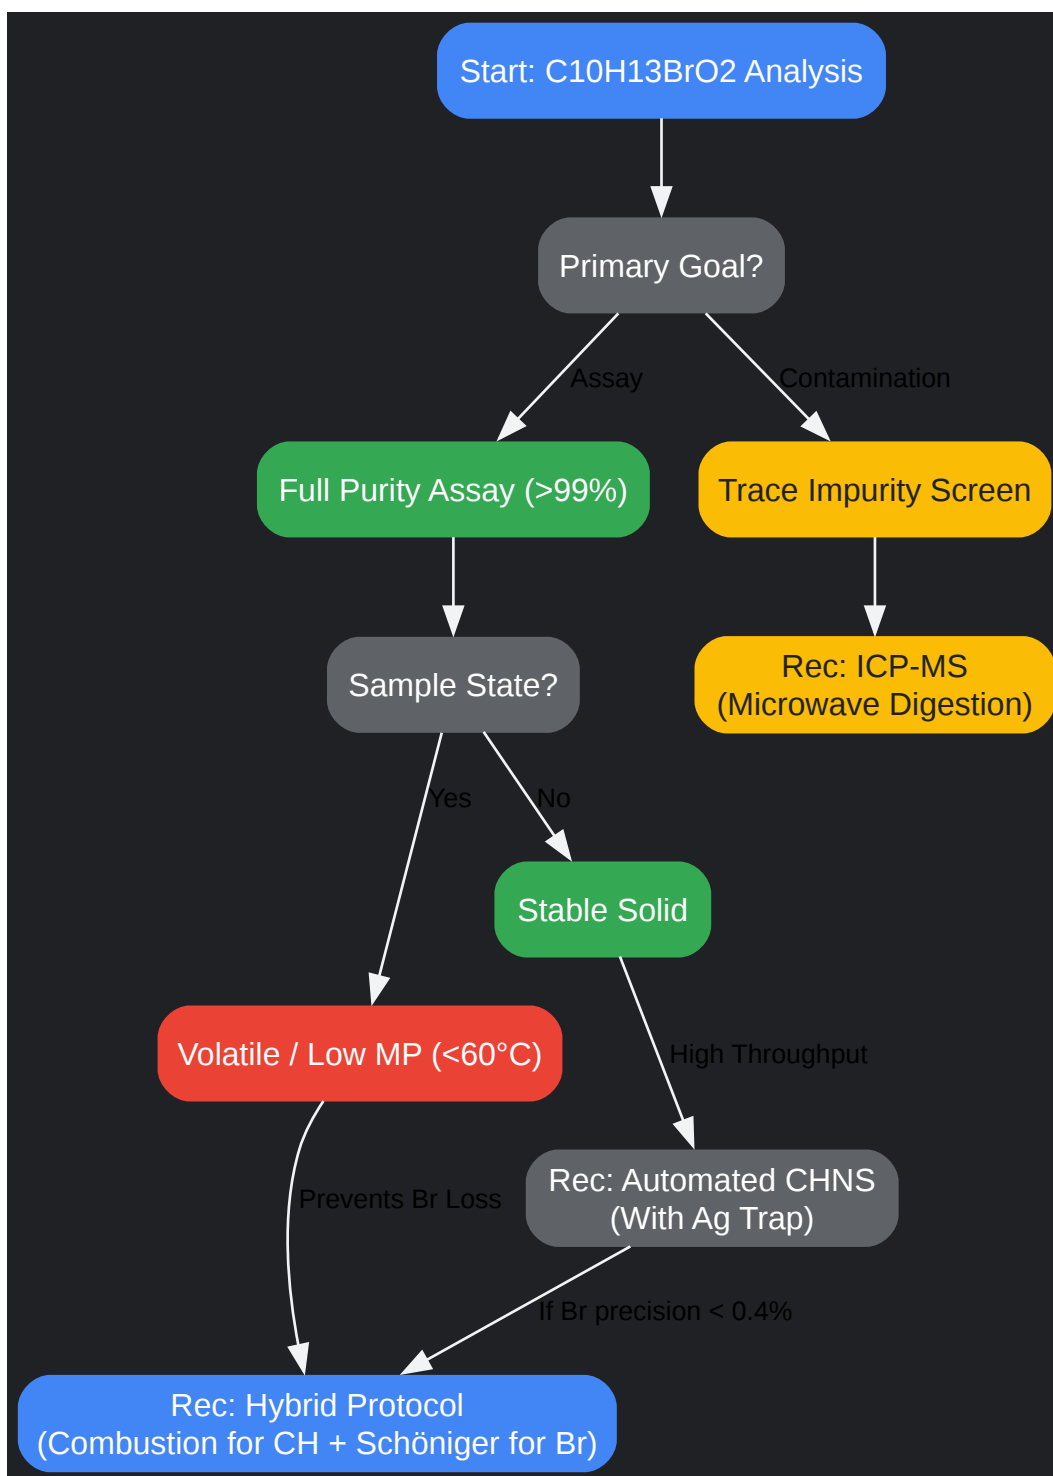 Start: C10H13BrO2 Analysis
Primary Goal?
Assay
Contamination
Full Purity Assay (>99%)
Trace Impurity Screen
Sample State?
Rec: ICP-MS
(Microwave Digestion)
Yes
No
Stable Solid
Volatile / Low MP (<60°C)
High Throughput
Rec: Automated CHNS
(With Ag Trap)
Prevents Br Loss
If Br precision < 0.4%
Rec: Hybrid Protocol
(Combustion for CH + Schöniger for Br)